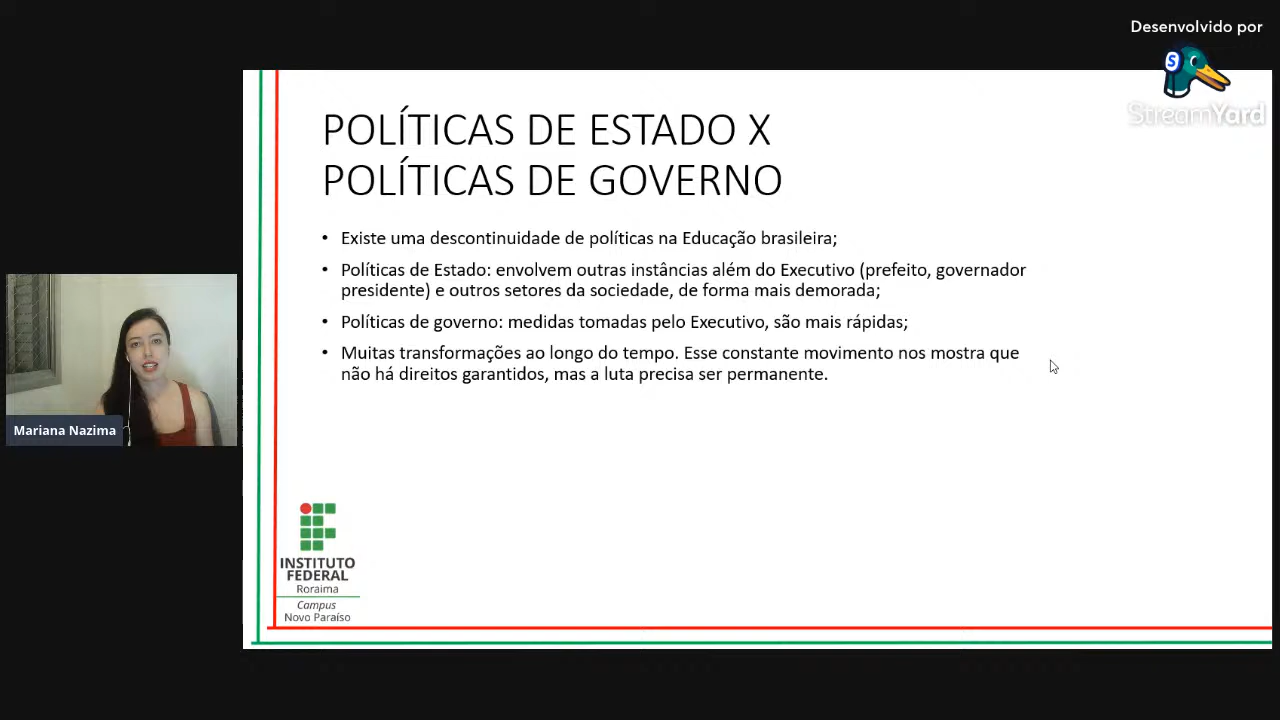 Desenvolvido por
StreamYard
POLÍTICAS DE ESTADO X
POLÍTICAS DE GOVERNO
• Existe uma descontinuidade de políticas na Educação brasileira;
• Políticas de Estado: envolvem outras instâncias além do Executivo (prefeito, governador
presidente) e outros setores da sociedade, de forma mais demorada;
• Políticas de governo: medidas tomadas pelo Executivo, são mais rápidas;
• Muitas transformações ao longo do tempo. Esse constante movimento nos mostra que
não há direitos garantidos, mas a luta precisa ser permanente.
Mariana Nazima
INSTITUTO
FEDERAL
Roraima
Campus
Novo Paraíso